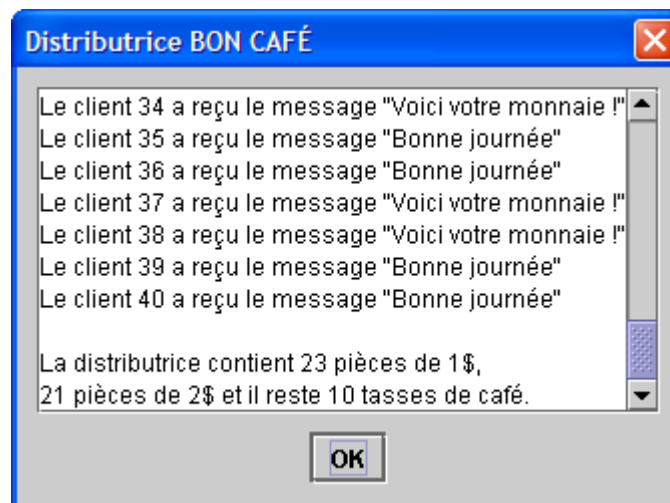 Distributrice BON CAFÉ
Le client 34 a reçu le message "Voici votre monnaie !"
Le client 35 a reçu le message "Bonne journée"
Le client 36 a reçu le message "Bonne journée"
Le client 37 a reçu le message "Voici votre monnaie !"
Le client 38 a reçu le message "Voici votre monnaie !"
Le client 39 a reçu le message "Bonne journée"
Le client 40 a reçu le message "Bonne journée"
La distributrice contient 23 pièces de 1$,
21 pièces de 2$ et il reste 10 tasses de café.
OK